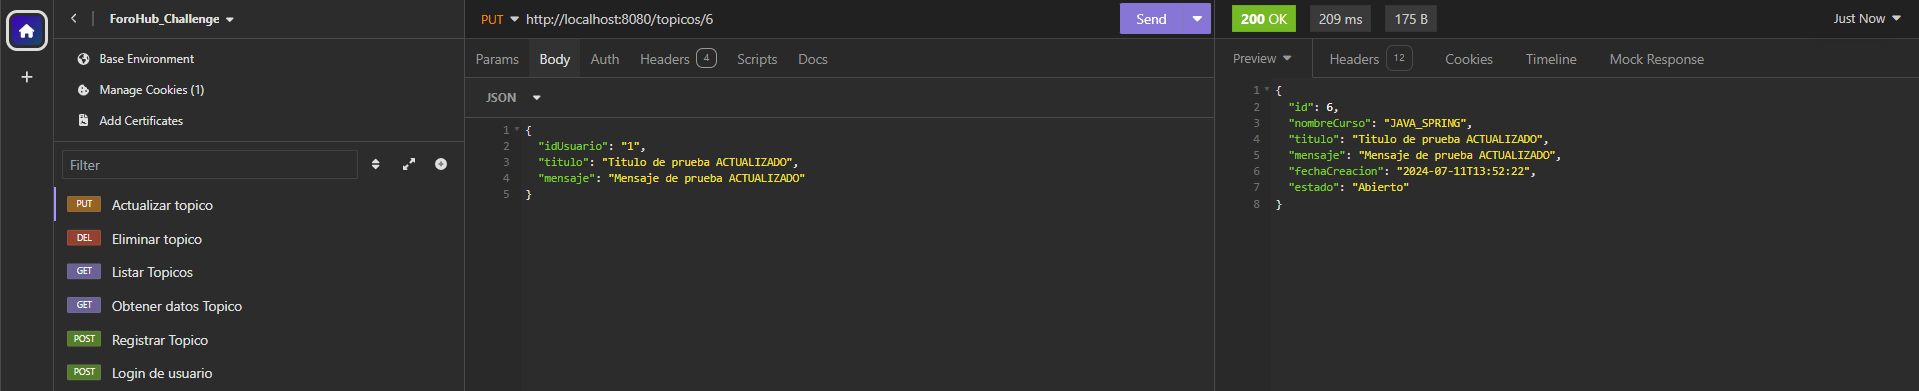 ForoHub_Challenge
Base Environment
Manage Cookies (1)
Add Certificates
Filter
PUT Actualizar topico
DEL Eliminar topico
GET Listar Topicos
GET Obtener datos Topico
POST Registrar Topico
POST Login de usuario
PUT http://localhost:8080/topicos/6 Send
Params Body Auth Headers 4 Scripts Docs
JSON
1 {
2 "idUsuario": "1",
3 "titulo": "Titulo de prueba ACTUALIZADO",
4 "mensaje": "Mensaje de prueba ACTUALIZADO"
5 }
200 OK 209 ms 175 B Just Now
Preview Headers 12 Cookies Timeline Mock Response
1 {
2 "id": 6,
3 "nombreCurso": "JAVA_SPRING",
4 "titulo": "Titulo de prueba ACTUALIZADO",
5 "mensaje": "Mensaje de prueba ACTUALIZADO",
6 "fechaCreacion": "2024-07-11T13:52:22",
7 "estado": "Abierto"
8 }